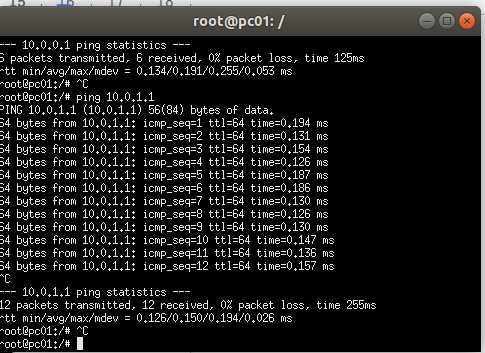 15 16 17 18
root@pc01: /
--- 10.0.0.1 ping statistics ---
6 packets transmitted, 6 received, 0% packet loss, time 125ms
rtt min/avg/max/mdev = 0.134/0.191/0.255/0.053 ms
root@pc01:/# ^C
root@pc01:/# ping 10.0.1.1
PING 10.0.1.1 (10.0.1.1) 56(84) bytes of data.
64 bytes from 10.0.1.1: icmp_seq=1 ttl=64 time=0.194 ms
64 bytes from 10.0.1.1: icmp_seq=2 ttl=64 time=0.131 ms
64 bytes from 10.0.1.1: icmp_seq=3 ttl=64 time=0.154 ms
64 bytes from 10.0.1.1: icmp_seq=4 ttl=64 time=0.126 ms
64 bytes from 10.0.1.1: icmp_seq=5 ttl=64 time=0.187 ms
64 bytes from 10.0.1.1: icmp_seq=6 ttl=64 time=0.186 ms
64 bytes from 10.0.1.1: icmp_seq=7 ttl=64 time=0.130 ms
64 bytes from 10.0.1.1: icmp_seq=8 ttl=64 time=0.126 ms
64 bytes from 10.0.1.1: icmp_seq=9 ttl=64 time=0.130 ms
64 bytes from 10.0.1.1: icmp_seq=10 ttl=64 time=0.147 ms
64 bytes from 10.0.1.1: icmp_seq=11 ttl=64 time=0.136 ms
64 bytes from 10.0.1.1: icmp_seq=12 ttl=64 time=0.157 ms
^C
--- 10.0.1.1 ping statistics ---
12 packets transmitted, 12 received, 0% packet loss, time 255ms
rtt min/avg/max/mdev = 0.126/0.150/0.194/0.026 ms
root@pc01:/# ^C
root@pc01:/#